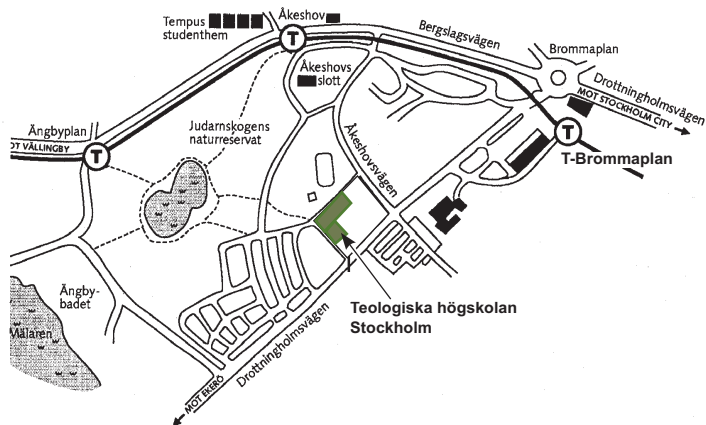 Tempus
studenthem
Åkeshov
Bergslagsvägen
Brommaplan
T
Åkeshovs
slott
Drottningholmsvägen
MOT STOCKHOLM CITY
Ängbyplan
OT VÄLLINGBY
T
Judarnskogens
naturreservat
Åkeshovsvägen
T
T-Brommaplan
Ängby-
badet
Mälaren
Teologiska högskolan
Stockholm
Drottningholmsvägen
MOT EKERÖ